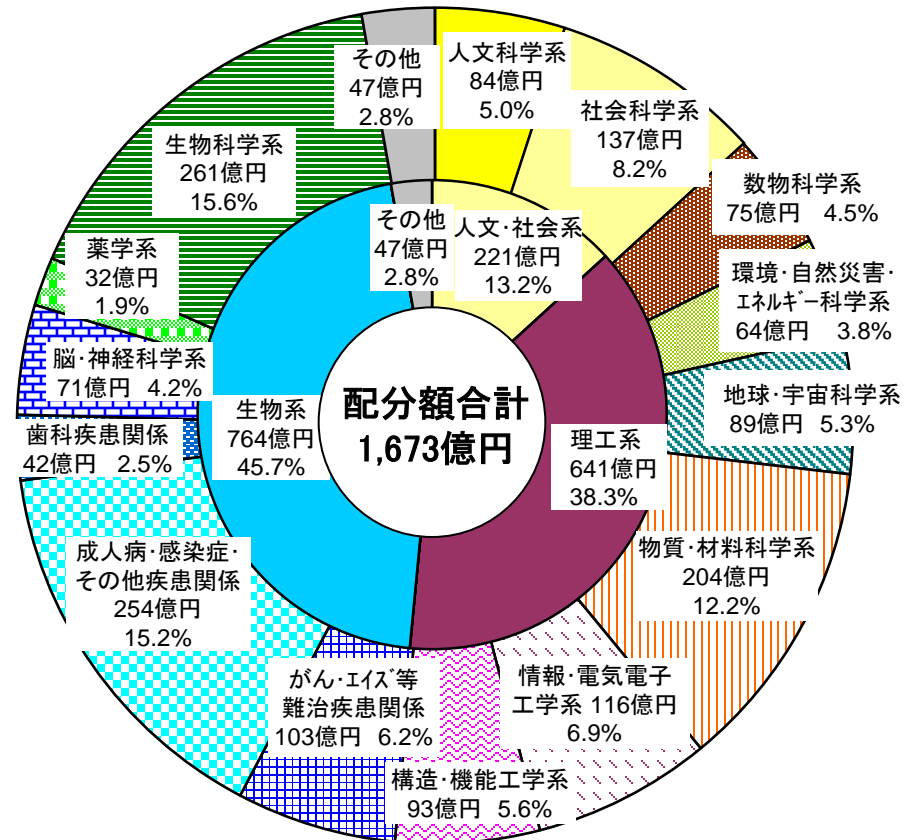 その他
47億円
2.8%
人文科学系
84億円
5.0%
社会科学系
137億円
8.2%
数物科学系
75億円 4.5%
環境･自然災害･
ｴﾈﾙｷﾞｰ科学系
64億円 3.8%
地球･宇宙科学系
89億円 5.3%
物質･材料科学系
204億円
12.2%
情報･電気電子
工学系 116億円
6.9%
構造･機能工学系
93億円 5.6%
がん･ｴｲｽﾞ等
難治疾患関係
103億円 6.2%
成人病･感染症･
その他疾患関係
254億円
15.2%
歯科疾患関係
42億円 2.5%
脳･神経科学系
71億円 4.2%
薬学系
32億円
1.9%
生物科学系
261億円
15.6%
その他
47億円
2.8%
人文･社会系
221億円
13.2%
理工系
641億円
38.3%
生物系
764億円
45.7%
配分額合計
1,673億円